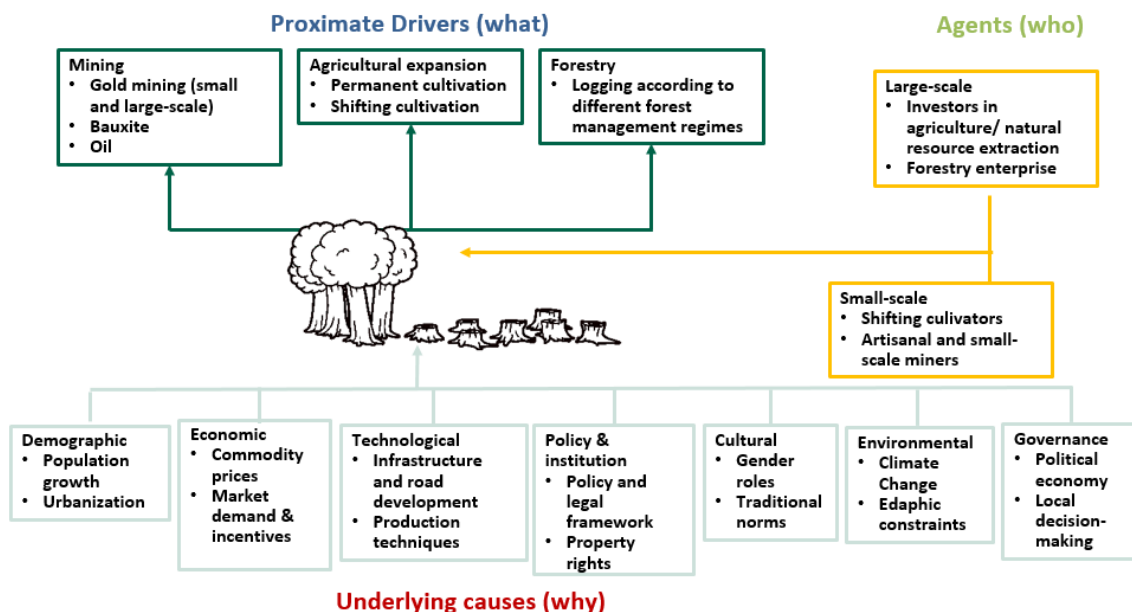 Proximate Drivers (what)
Agents (who)
Mining
• Gold mining (small
and large-scale)
• Bauxite
• Oil
Agricultural expansion
• Permanent cultivation
• Shifting cultivation
Forestry
• Logging according to
different forest
management regimes
Large-scale
• Investors in
agriculture/ natural
resource extraction
• Forestry enterprise
Small-scale
• Shifting culivators
• Artisanal and small-
scale miners
Demographic
• Population
growth
• Urbanization
Economic
• Commodity
prices
• Market
demand &
incentives
Technological
• Infrastructure
and road
development
• Production
techniques
Policy &
institution
• Policy and
legal
framework
• Property
rights
Cultural
• Gender
roles
• Traditional
norms
Environmental
• Climate
Change
• Edaphic
constraints
Governance
• Political
economy
• Local
decision-
making
Underlying causes (why)